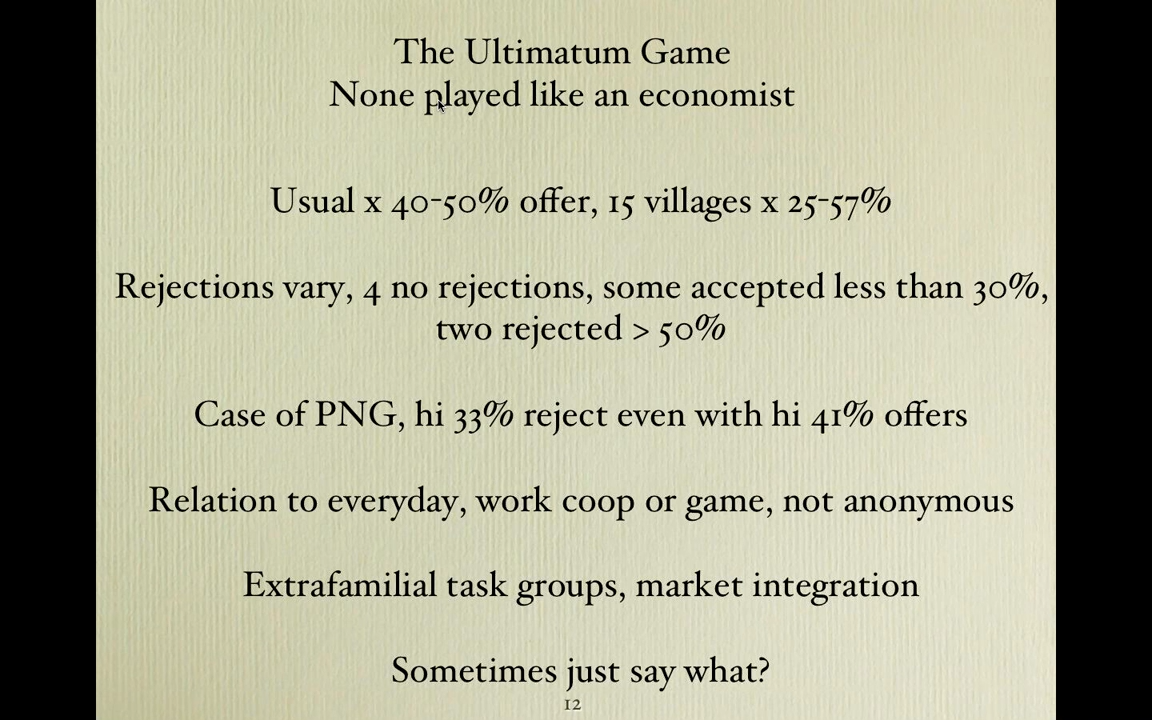 The Ultimatum Game
None played like an economist
Usual x 40-50% offer, 15 villages x 25-57%
Rejections vary, 4 no rejections, some accepted less than 30%,
two rejected > 50%
Case of PNG, hi 33% reject even with hi 41% offers
Relation to everyday, work coop or game, not anonymous
Extrafamilial task groups, market integration
Sometimes just say what?
12